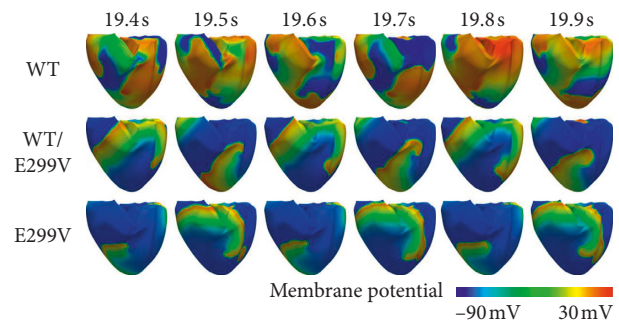 19.4 s 19.5 s 19.6 s 19.7 s 19.8 s 19.9 s
WT
WT/
E299V
E299V
Membrane potential
−90 mV 30 mV